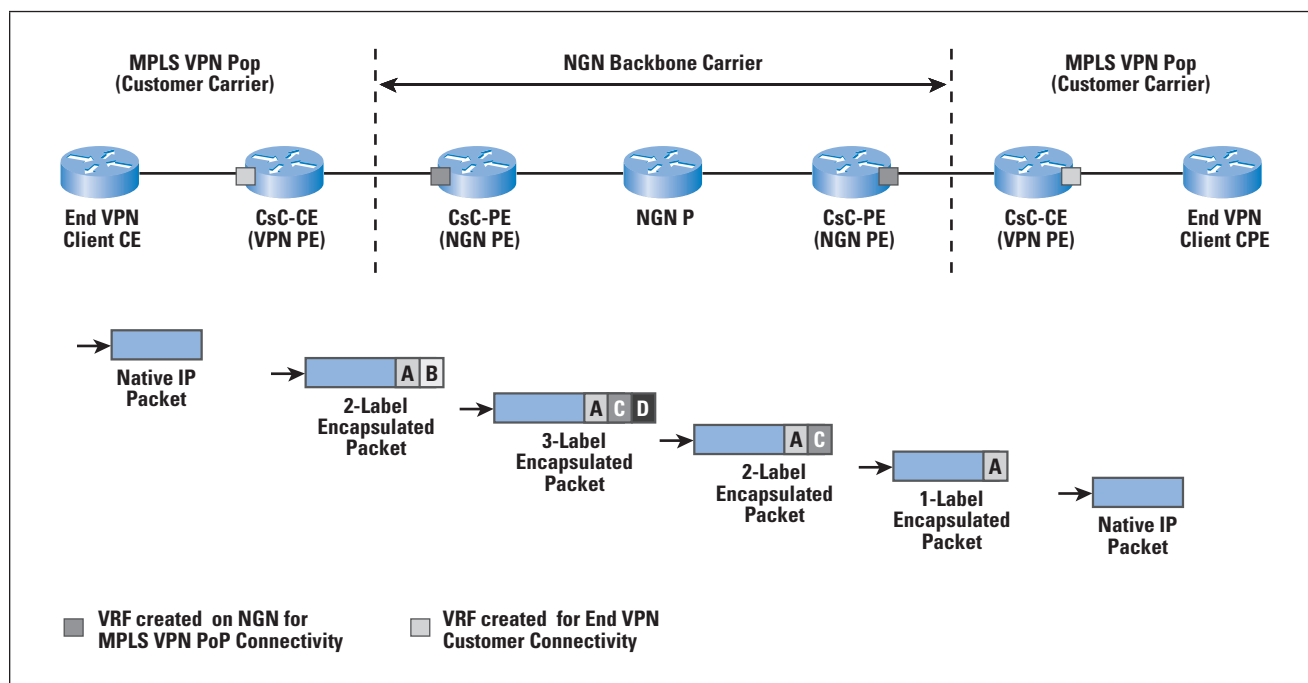 MPLS VPN Pop
(Customer Carrier)
NGN Backbone Carrier
MPLS VPN Pop
(Customer Carrier)
End VPN
Client CE
CsC-CE
(VPN PE)
CsC-PE
(NGN PE)
NGN P
CsC-PE
(NGN PE)
CsC-CE
(VPN PE)
End VPN
Client CPE
Native IP
Packet
A B
2-Label
Encapsulated
Packet
A C D
3-Label
Encapsulated
Packet
A C
2-Label
Encapsulated
Packet
A
1-Label
Encapsulated
Packet
Native IP
Packet
VRF created on NGN for
MPLS VPN PoP Connectivity
VRF created for End VPN
Customer Connectivity